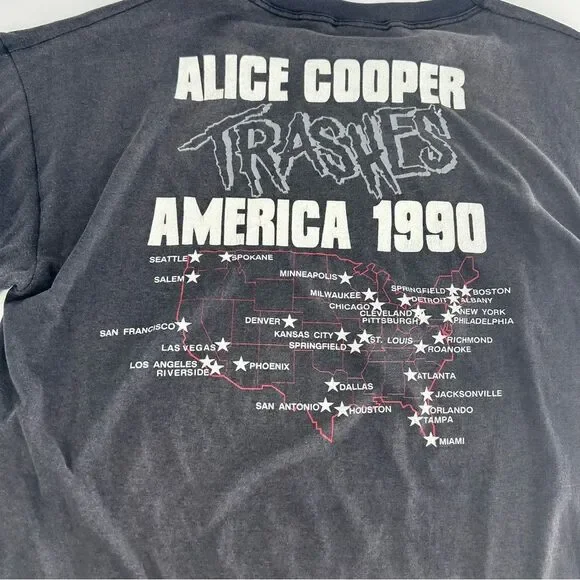 ALICE COOPER
TRASHES
AMERICA 1990
SEATTLE
SPOKANE
SALEM
MINNEAPOLIS
SPRINGFIELD
BOSTON
MILWAUKEE
DETROIT
ALBANY
CHICAGO
CLEVELAND
NEW YORK
PITTSBURGH
PHILADELPHIA
SAN FRANCISCO
DENVER
KANSAS CITY
ST. LOUIS
RICHMOND
LAS VEGAS
SPRINGFIELD
ROANOKE
LOS ANGELES
PHOENIX
RIVERSIDE
ATLANTA
DALLAS
JACKSONVILLE
SAN ANTONIO
HOUSTON
ORLANDO
TAMPA
MIAMI